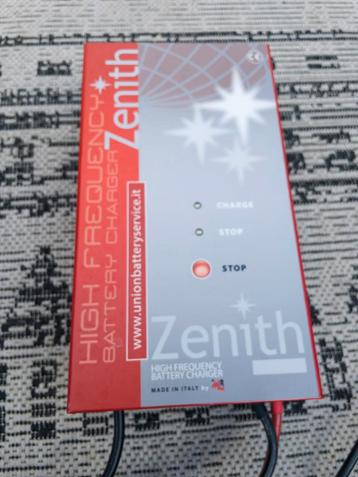 HIGH FREQUENCY
BATTERY CHARGER
Zenith
www.unionbatteryservice.it
CE
CHARGE
STOP
STOP
Zenith
HIGH FREQUENCY
BATTERY CHARGER
MADE IN ITALY by